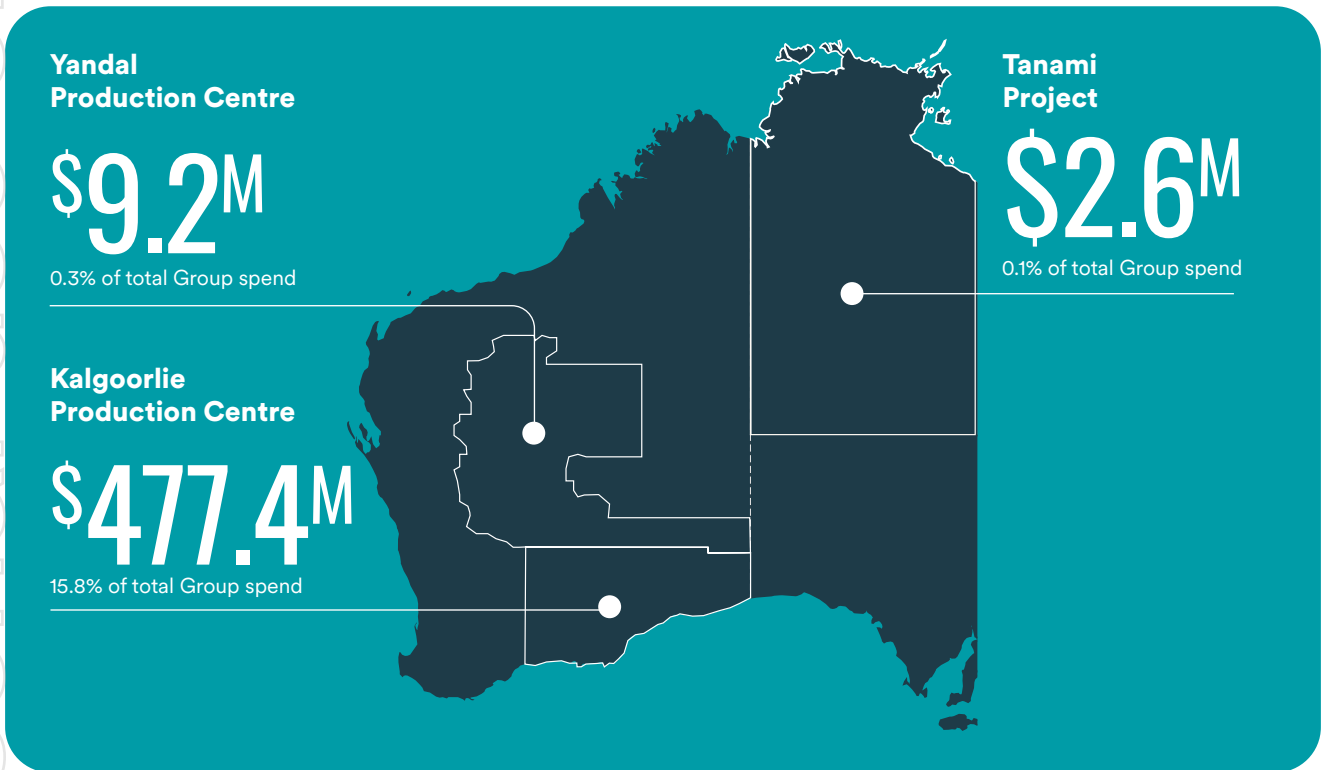 Yandal
Production Centre
$9.2M
0.3% of total Group spend
Kalgoorlie
Production Centre
$477.4M
15.8% of total Group spend
Tanami
Project
$2.6M
0.1% of total Group spend